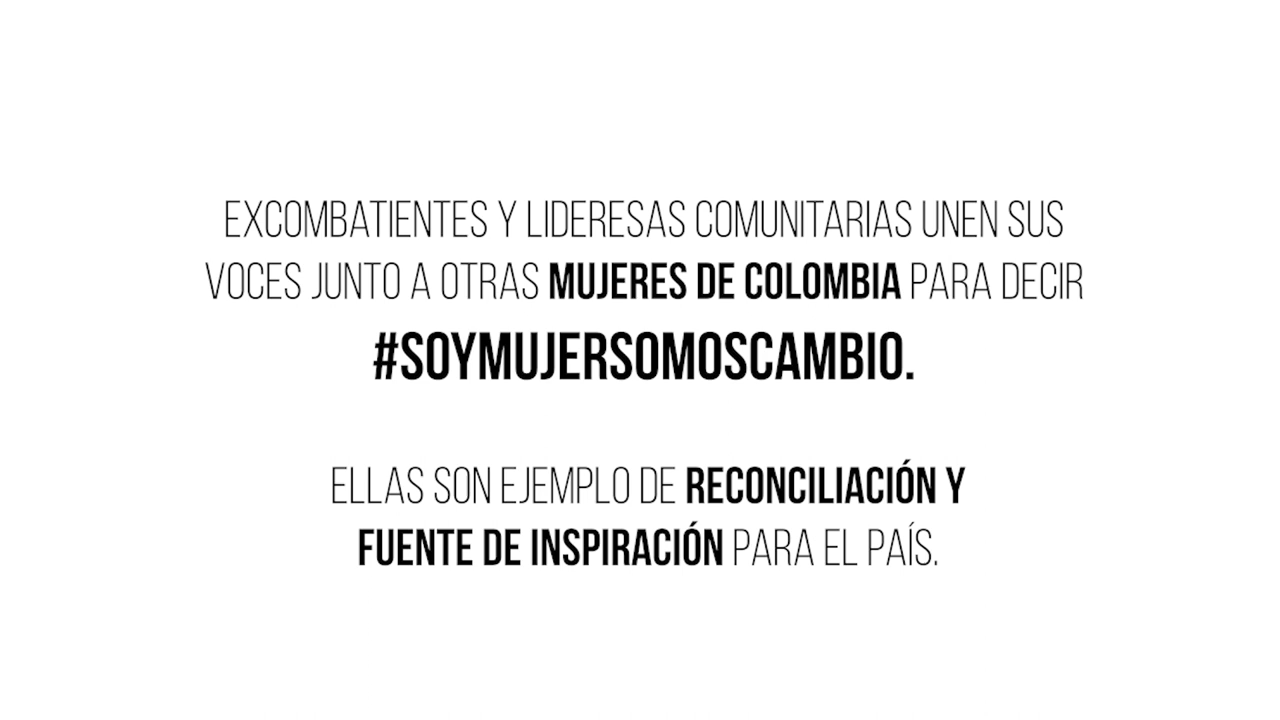 EXCOMBATIENTES Y LIDERESAS COMUNITARIAS UNEN SUS
VOCES JUNTO A OTRAS MUJERES DE COLOMBIA PARA DECIR
#SOYMUJERSOMOSCAMBIO.
ELLAS SON EJEMPLO DE RECONCILIACIÓN Y
FUENTE DE INSPIRACIÓN PARA EL PAÍS.